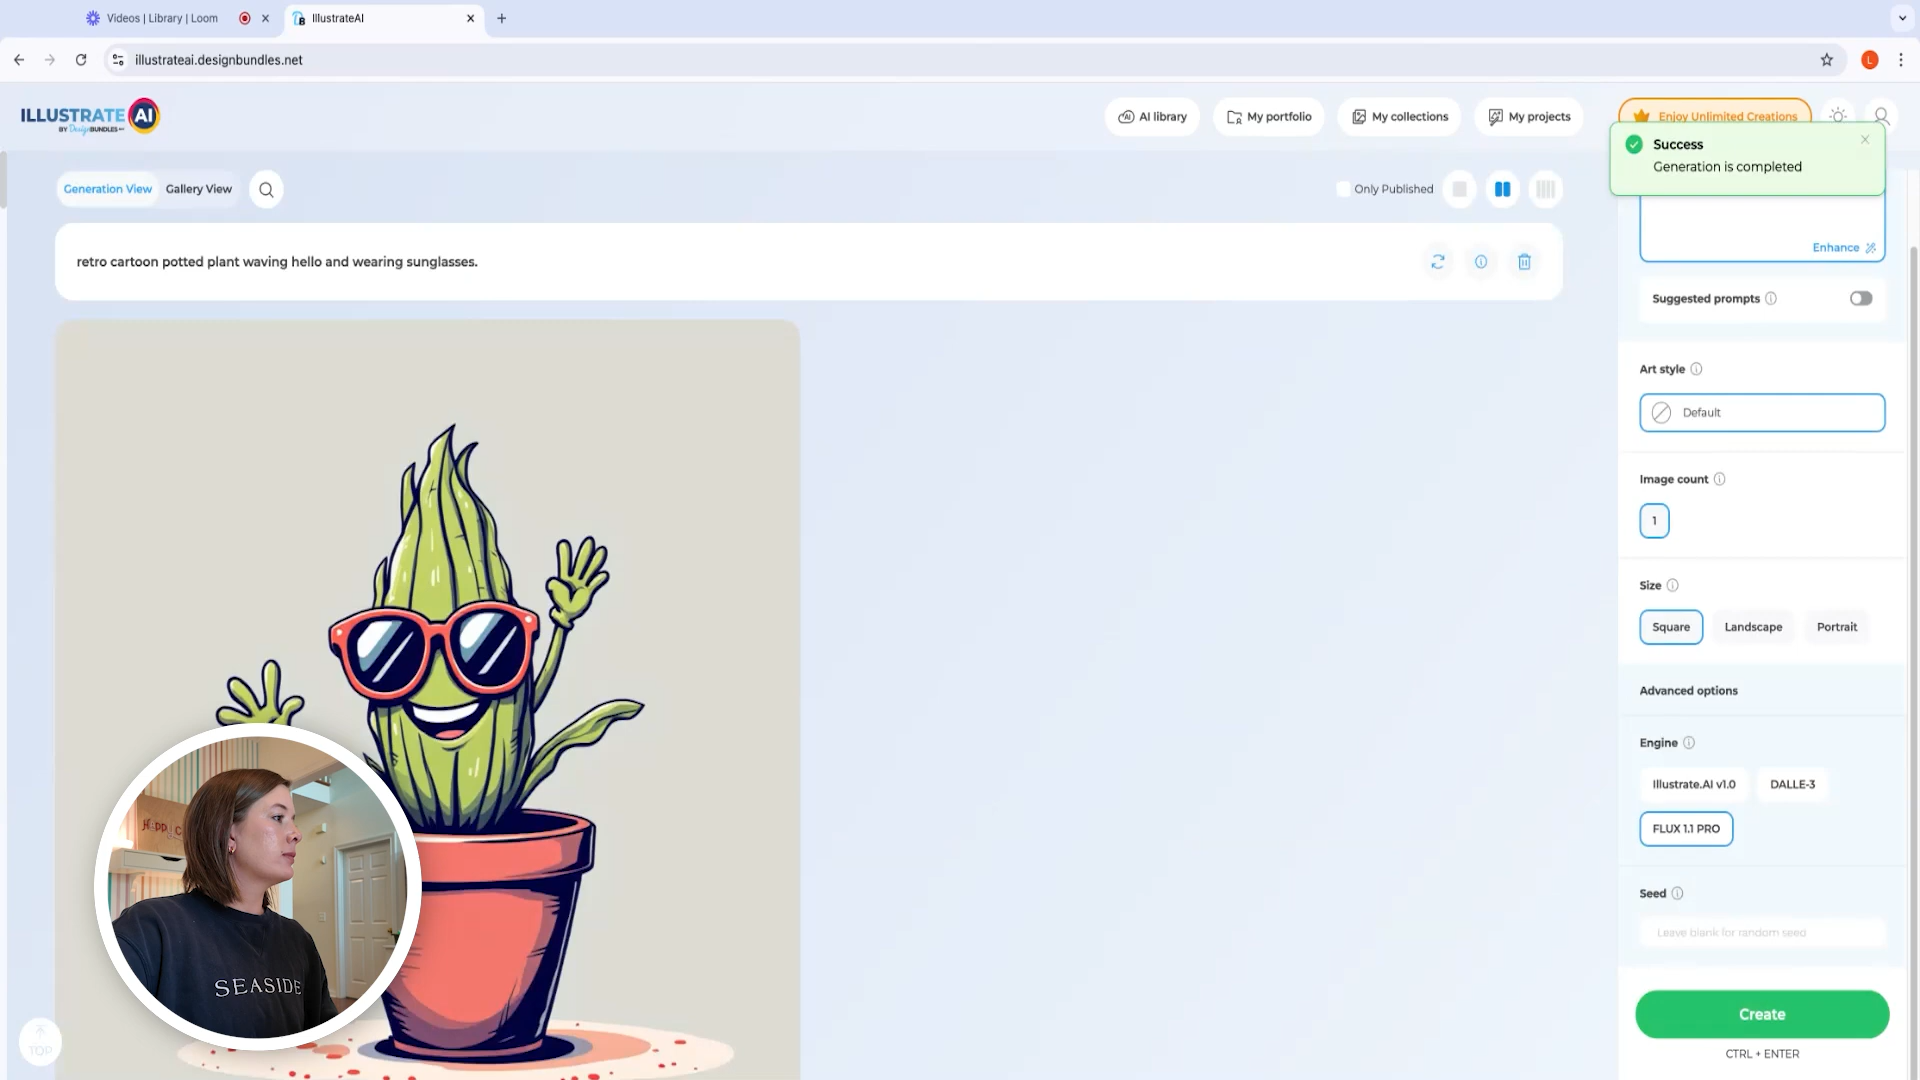 Videos | Library | Loom
IllustrateAI
illustrateai.designbundles.net
L
ILLUSTRATE AI
BY DesignBUNDLES
AI library
My portfolio
My collections
My projects
Enjoy Unlimited Creations
Success
Generation is completed
Generation View
Gallery View
Only Published
retro cartoon potted plant waving hello and wearing sunglasses.
Enhance
Suggested prompts
Art style
Default
Image count
1
Size
Square
Landscape
Portrait
Advanced options
Engine
Illustrate.AI v1.0
DALLE-3
FLUX 1.1 PRO
Seed
Leave blank for random seed
Create
CTRL + ENTER
SEASIDE
TOP